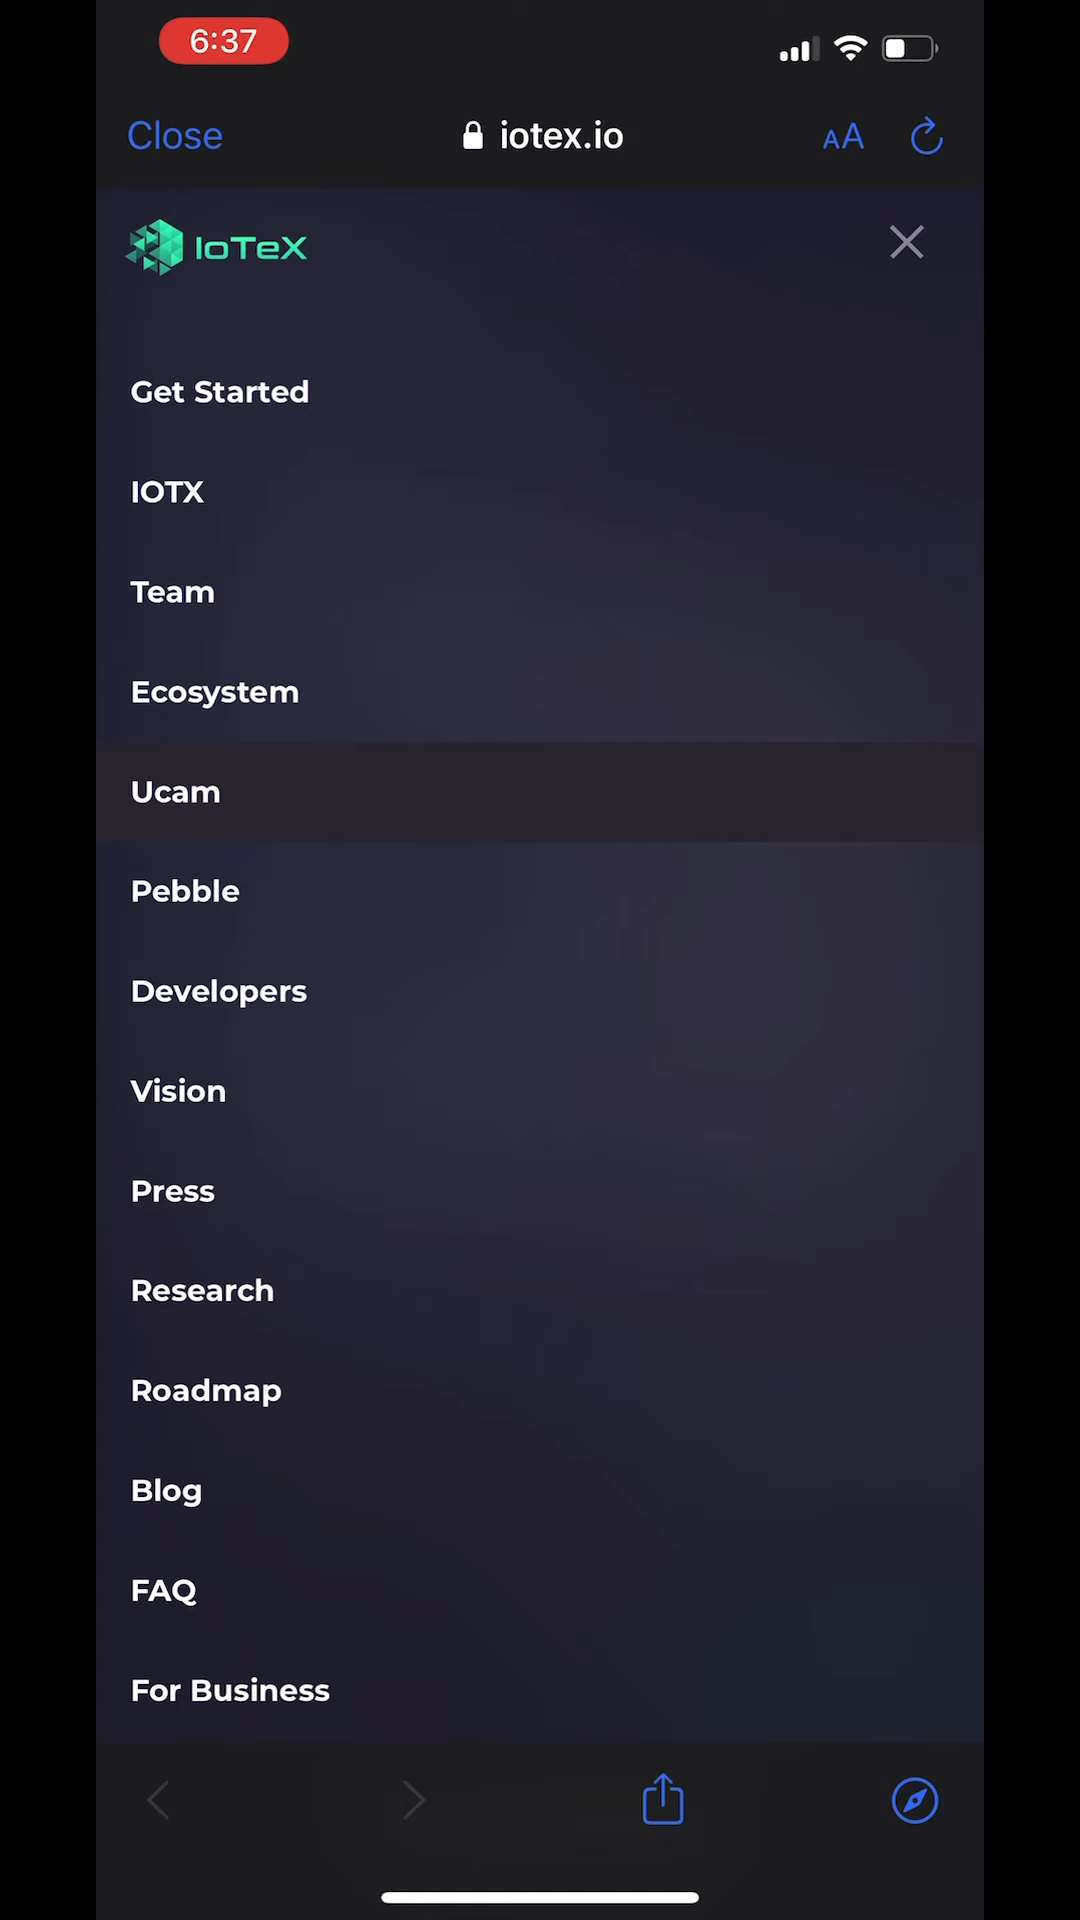 6:37
Close
iotex.io
AA
IoTeX
Get Started
IOTX
Team
Ecosystem
Ucam
Pebble
Developers
Vision
Press
Research
Roadmap
Blog
FAQ
For Business